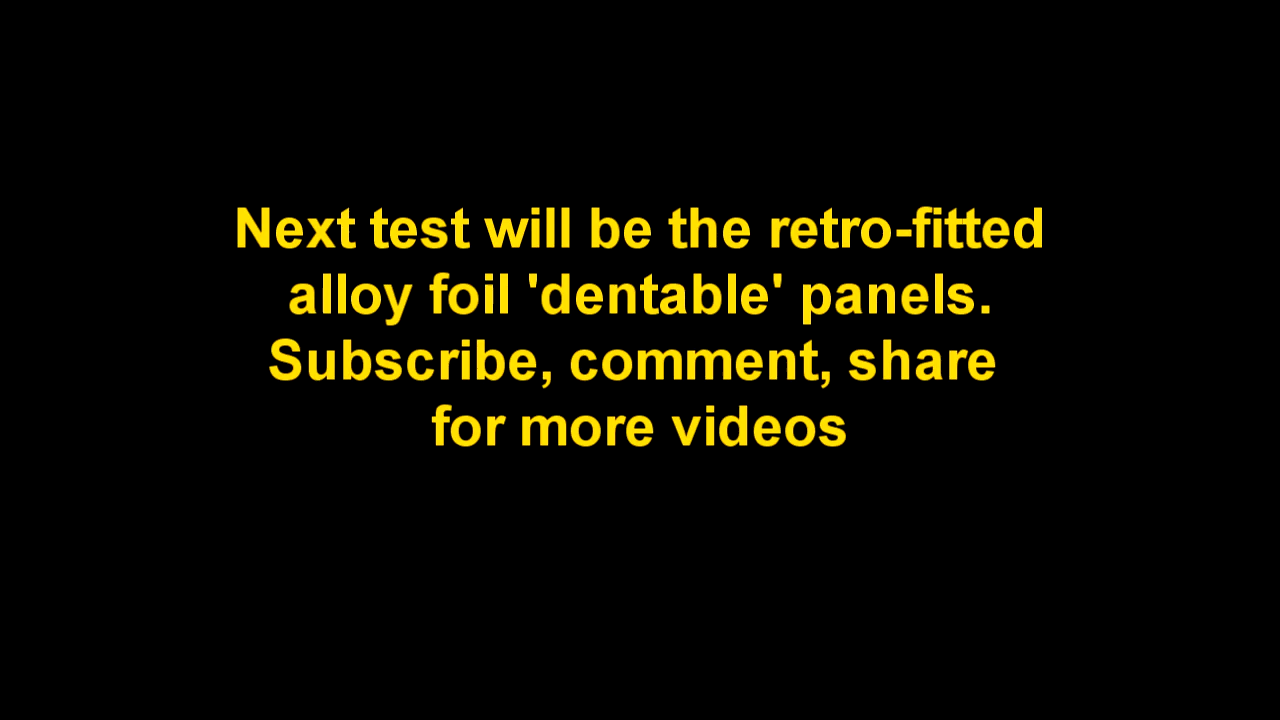 Next test will be the retro-fitted
alloy foil 'dentable' panels.
Subscribe, comment, share
for more videos